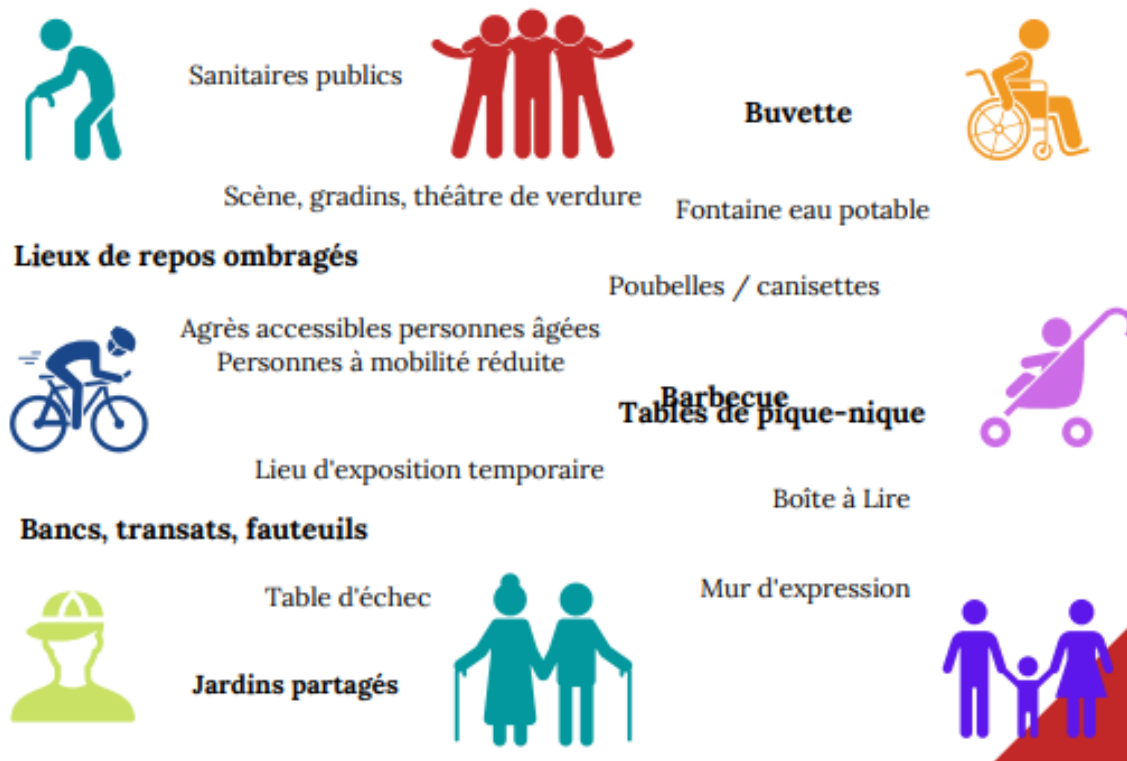 Sanitaires publics
Buvette
Scène, gradins, théâtre de verdure
Fontaine eau potable
Lieux de repos ombragés
Poubelles / canisettes
Agrès accessibles personnes âgées
Personnes à mobilité réduite
Barbecue
Tables de pique-nique
Lieu d'exposition temporaire
Boîte à Lire
Bancs, transats, fauteuils
Mur d'expression
Table d'échec
Jardins partagés